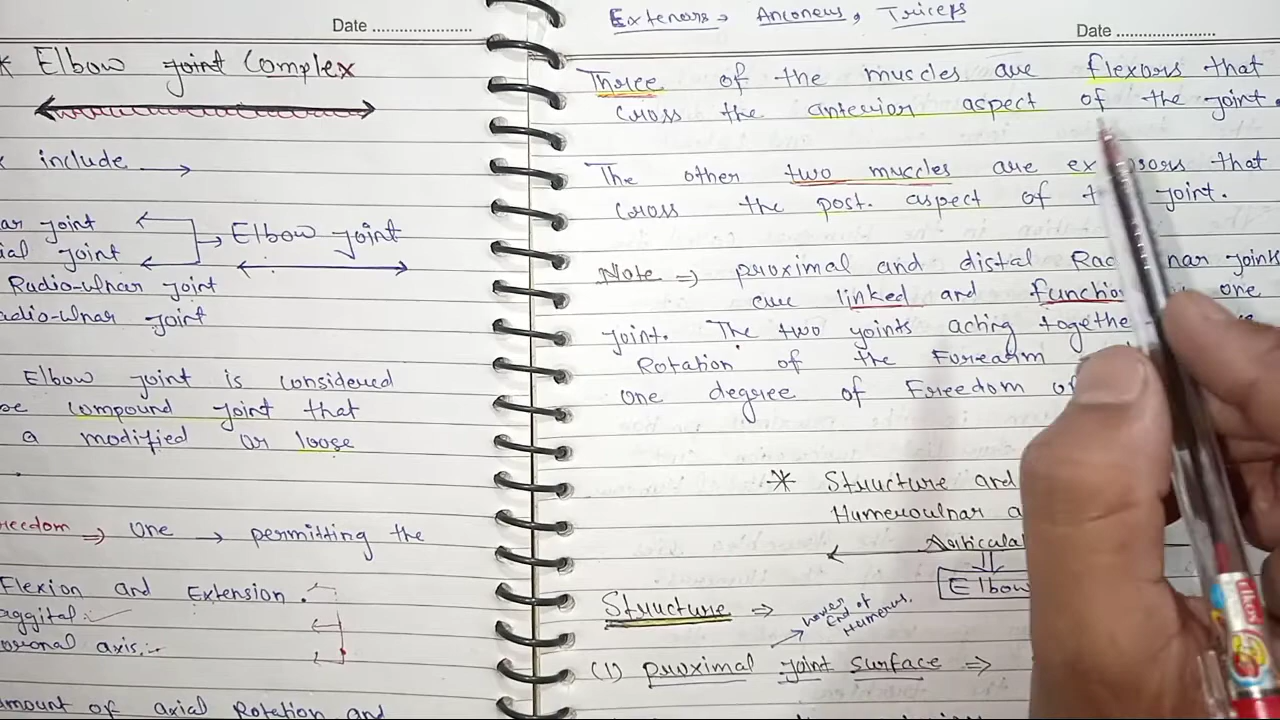 Date
* Elbow joint Complex
include
ar joint
ial joint
Elbow joint
Radio-Ulnar joint
adio-Ulnar joint
Elbow joint is considered
compound joint that
a modified or loose
reedom ⇒ One → permitting the
Flexion and Extension.
aggital
oronal axis
amount of axial Rotation and
Extensors → Anconeus, Triceps
Date
Three of the muscles are flexors that
cross the anterior aspect of the joint.
The other two muscles are ex sors that
cross the post. aspect of t joint.
Note ⇒ proximal and distal Rad nar joint
are linked and functio one
joint. The two joints acting togethe
Rotation of the Forearm
one degree of Freedom of
* Structure and
Humeroulnar a
Articula
Elbow
Structure ⇒
Lower End of Humerus.
(1) proximal joint surface ⇒